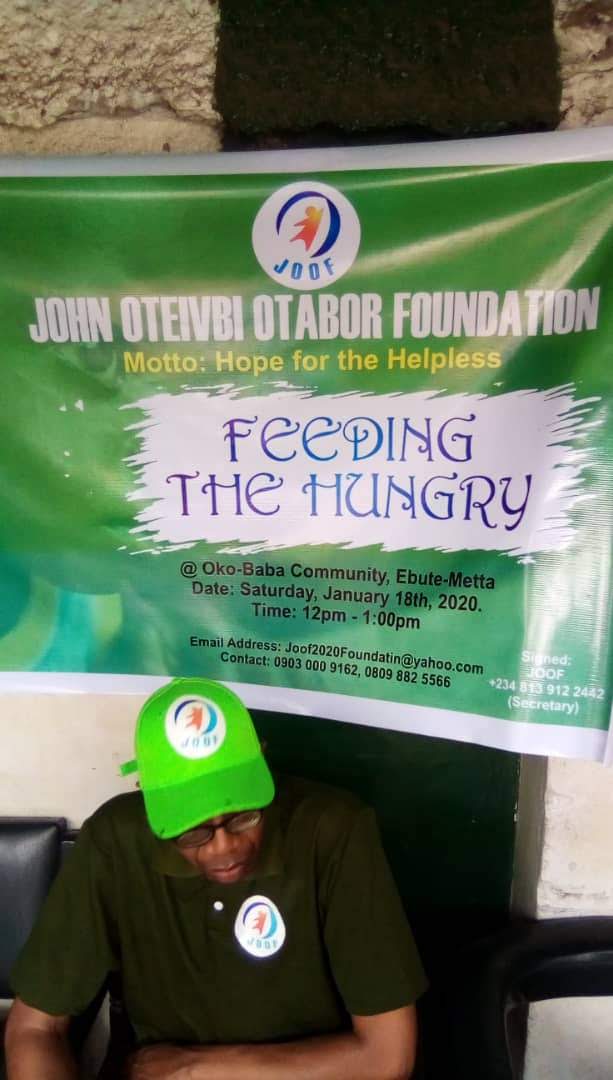 JOOF
JOHN OTEIVBI OTABOR FOUNDATION
Motto: Hope for the Helpless
FEEDING
THE HUNGRY
@ Oko-Baba Community, Ebute-Metta
Date: Saturday, January 18th, 2020.
Time: 12pm - 1:00pm
Email Address: Joof2020Foundatin@yahoo.com
Contact: 0903 000 9162, 0809 882 5566
Signed:
JOOF
+234 813 912 2442
(Secretary)
JOOF
JOOF